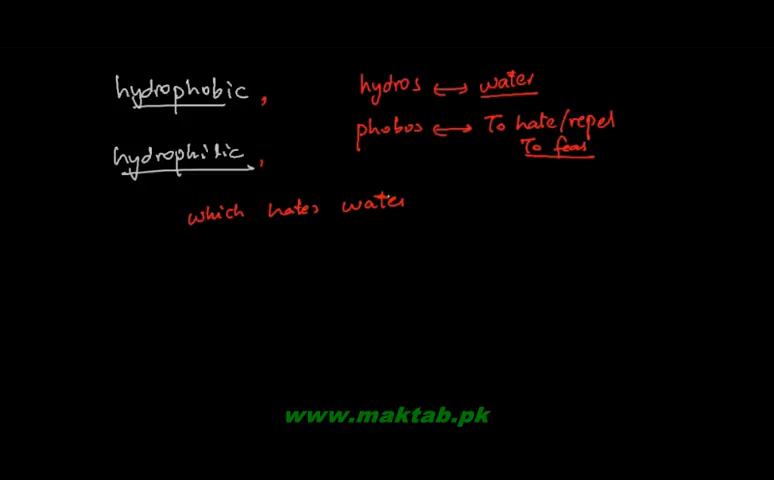 hydrophobic, hydros ↔ water
phobos ↔ To hate/repel
To fear
hydrophilic,
which hates water
www.maktab.pk